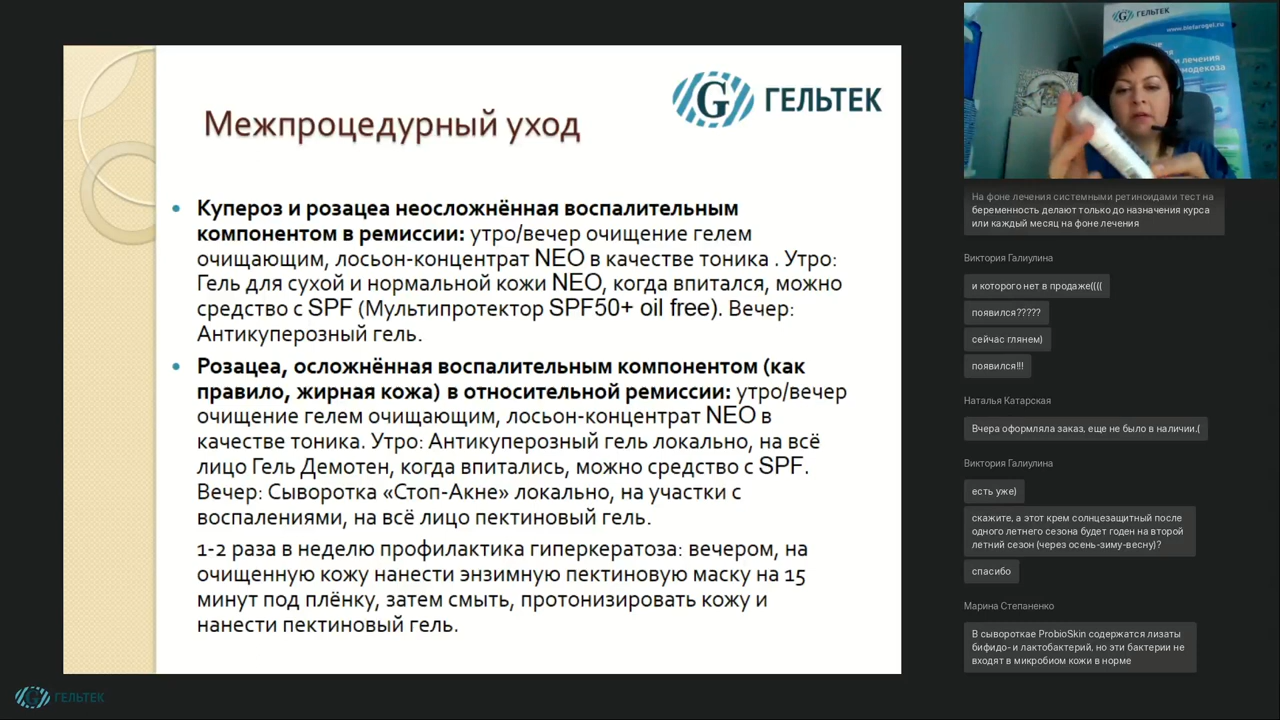 Межпроцедурный уход
ГЕЛЬТЕК
Купероз и розацеа неосложнённая воспалительным
компонентом в ремиссии: утро/вечер очищение гелем
очищающим, лосьон-концентрат NEO в качестве тоника . Утро:
Гель для сухой и нормальной кожи NEO, когда впитался, можно
средство с SPF (Мультипротектор SPF50+ oil free). Вечер:
Антикуперозный гель.
Розацеа, осложнённая воспалительным компонентом (как
правило, жирная кожа) в относительной ремиссии: утро/вечер
очищение гелем очищающим, лосьон-концентрат NEO в
качестве тоника. Утро: Антикуперозный гель локально, на всё
лицо Гель Демотен, когда впитались, можно средство с SPF.
Вечер: Сыворотка «Стоп-Акне» локально, на участки с
воспалениями, на всё лицо пектиновый гель.
1-2 раза в неделю профилактика гиперкератоза: вечером, на
очищенную кожу нанести энзимную пектиновую маску на 15
минут под плёнку, затем смыть, протонизировать кожу и
нанести пектиновый гель.
ГЕЛЬТЕК
ГЕЛЬТЕК
www.bielarogel.ru
и лечения
модекоза
На фоне лечения системными ретиноидами тест на
беременность делают только до назначения курса
или каждый месяц на фоне лечения
Виктория Галиулина
и которого нет в продаже((((
появился?????
сейчас глянем)
появился!!!
Наталья Катарская
Вчера оформляла заказ, еще не было в наличии.(
Виктория Галиулина
есть уже)
скажите, а этот крем солнцезащитный после
одного летнего сезона будет годен на второй
летний сезон (через осень-зиму-весну)?
спасибо
Марина Степаненко
В сывороткае ProbioSkin содержатся лизаты
бифидо- и лактобактерий, но эти бактерии не
входят в микробиом кожи в норме